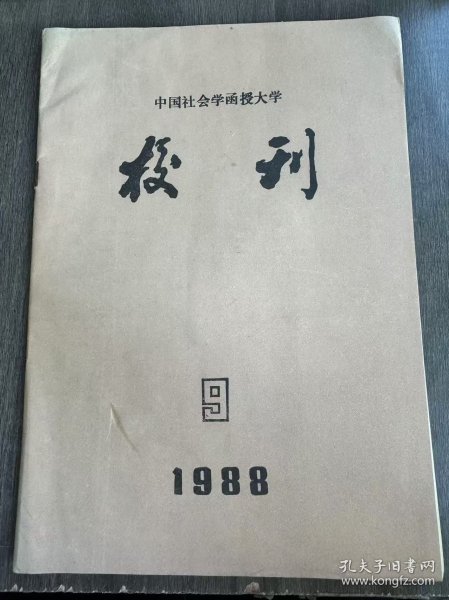 中国社会学函授大学
校刊
9
1988
孔夫子旧书网
www.kongfz.com